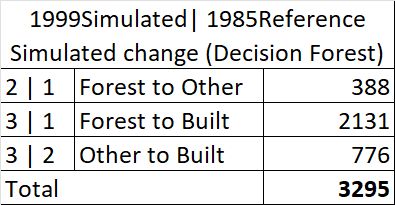 1999Simulated| 1985Reference
Simulated change (Decision Forest)
2 | 1 Forest to Other 388
3 | 1 Forest to Built 2131
3 | 2 Other to Built 776
Total 3295